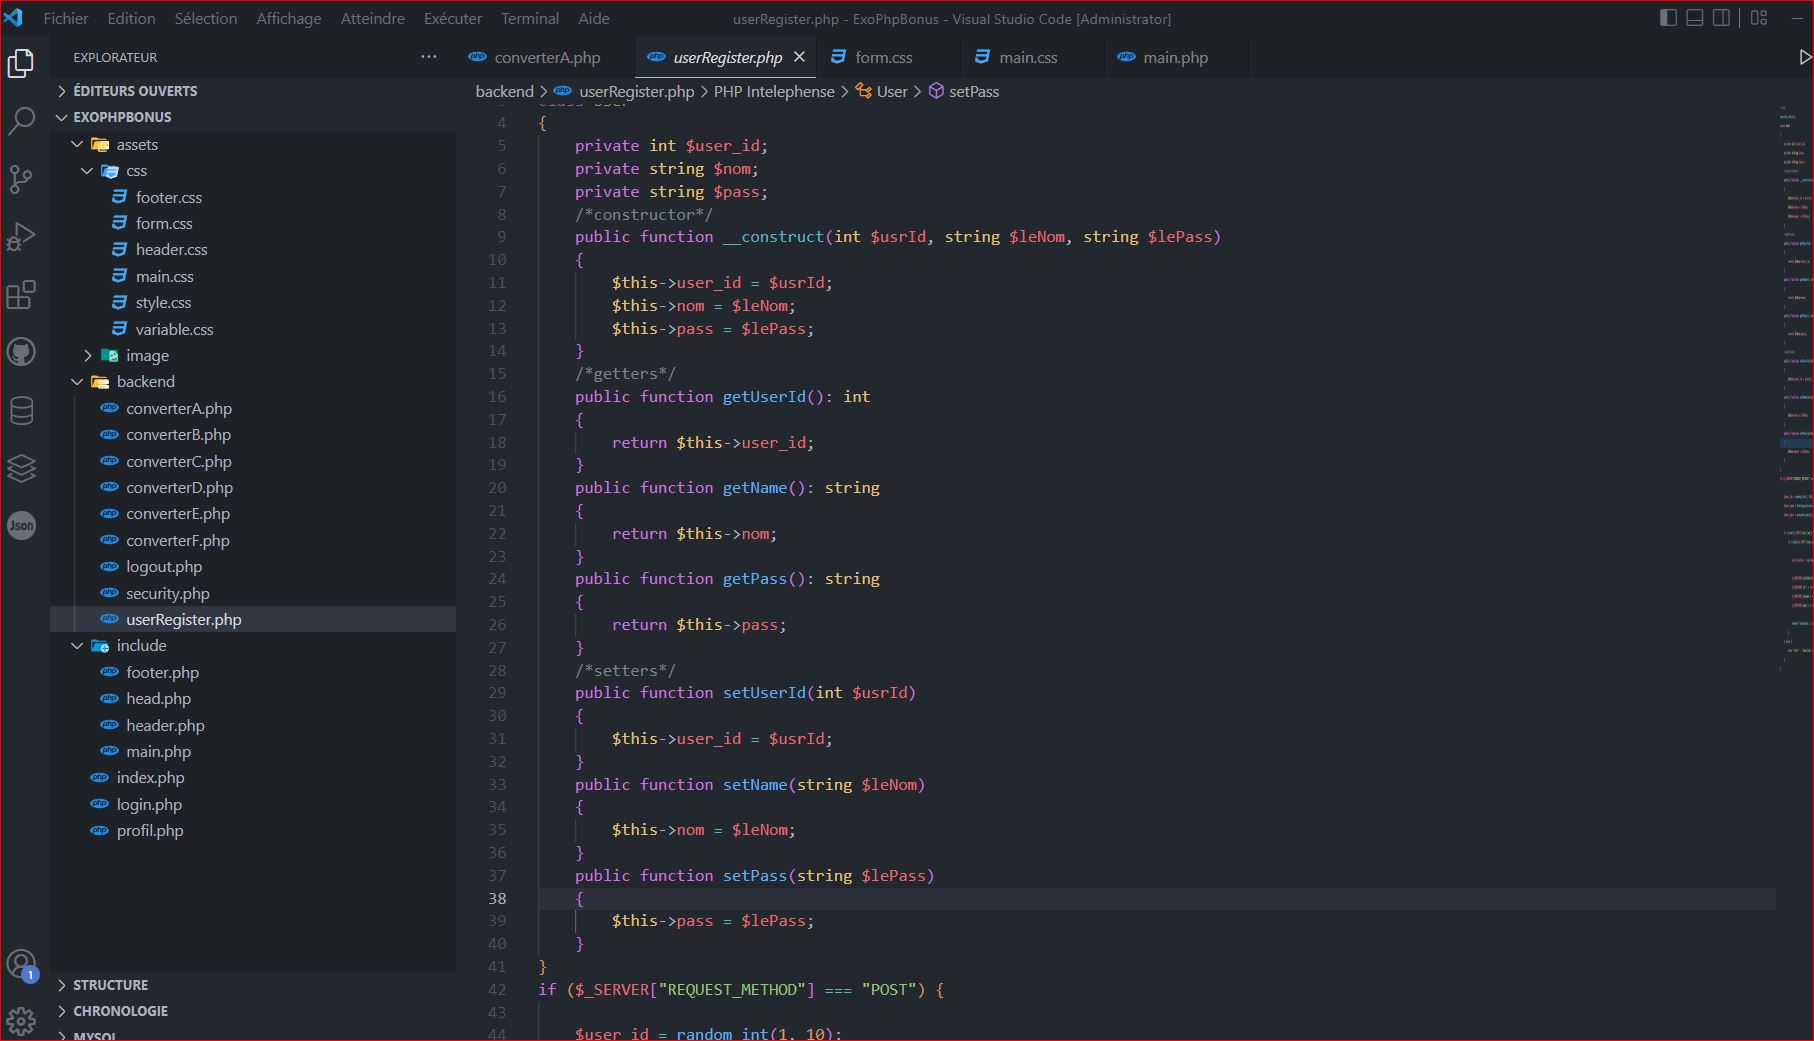 Fichier Edition Sélection Affichage Atteindre Exécuter Terminal Aide
userRegister.php - ExoPhpBonus - Visual Studio Code [Administrator]
EXPLORATEUR
ÉDITEURS OUVERTS
EXOPHPBONUS
assets
css
footer.css
form.css
header.css
main.css
style.css
variable.css
image
backend
converterA.php
converterB.php
converterC.php
converterD.php
converterE.php
converterF.php
logout.php
security.php
userRegister.php
include
footer.php
head.php
header.php
main.php
index.php
login.php
profil.php
STRUCTURE
CHRONOLOGIE
MYSQL
Json
1
converterA.php userRegister.php form.css main.css main.php
backend > userRegister.php > PHP Intelephense > User > setPass
4 {
5 private int $user_id;
6 private string $nom;
7 private string $pass;
8 /*constructor*/
9 public function __construct(int $usrId, string $leNom, string $lePass)
10 {
11 $this->user_id = $usrId;
12 $this->nom = $leNom;
13 $this->pass = $lePass;
14 }
15 /*getters*/
16 public function getUserId(): int
17 {
18 return $this->user_id;
19 }
20 public function getName(): string
21 {
22 return $this->nom;
23 }
24 public function getPass(): string
25 {
26 return $this->pass;
27 }
28 /*setters*/
29 public function setUserId(int $usrId)
30 {
31 $this->user_id = $usrId;
32 }
33 public function setName(string $leNom)
34 {
35 $this->nom = $leNom;
36 }
37 public function setPass(string $lePass)
38 {
39 $this->pass = $lePass;
40 }
41 }
42 if ($_SERVER["REQUEST_METHOD"] === "POST") {
43
44 $user_id = random_int(1, 10);